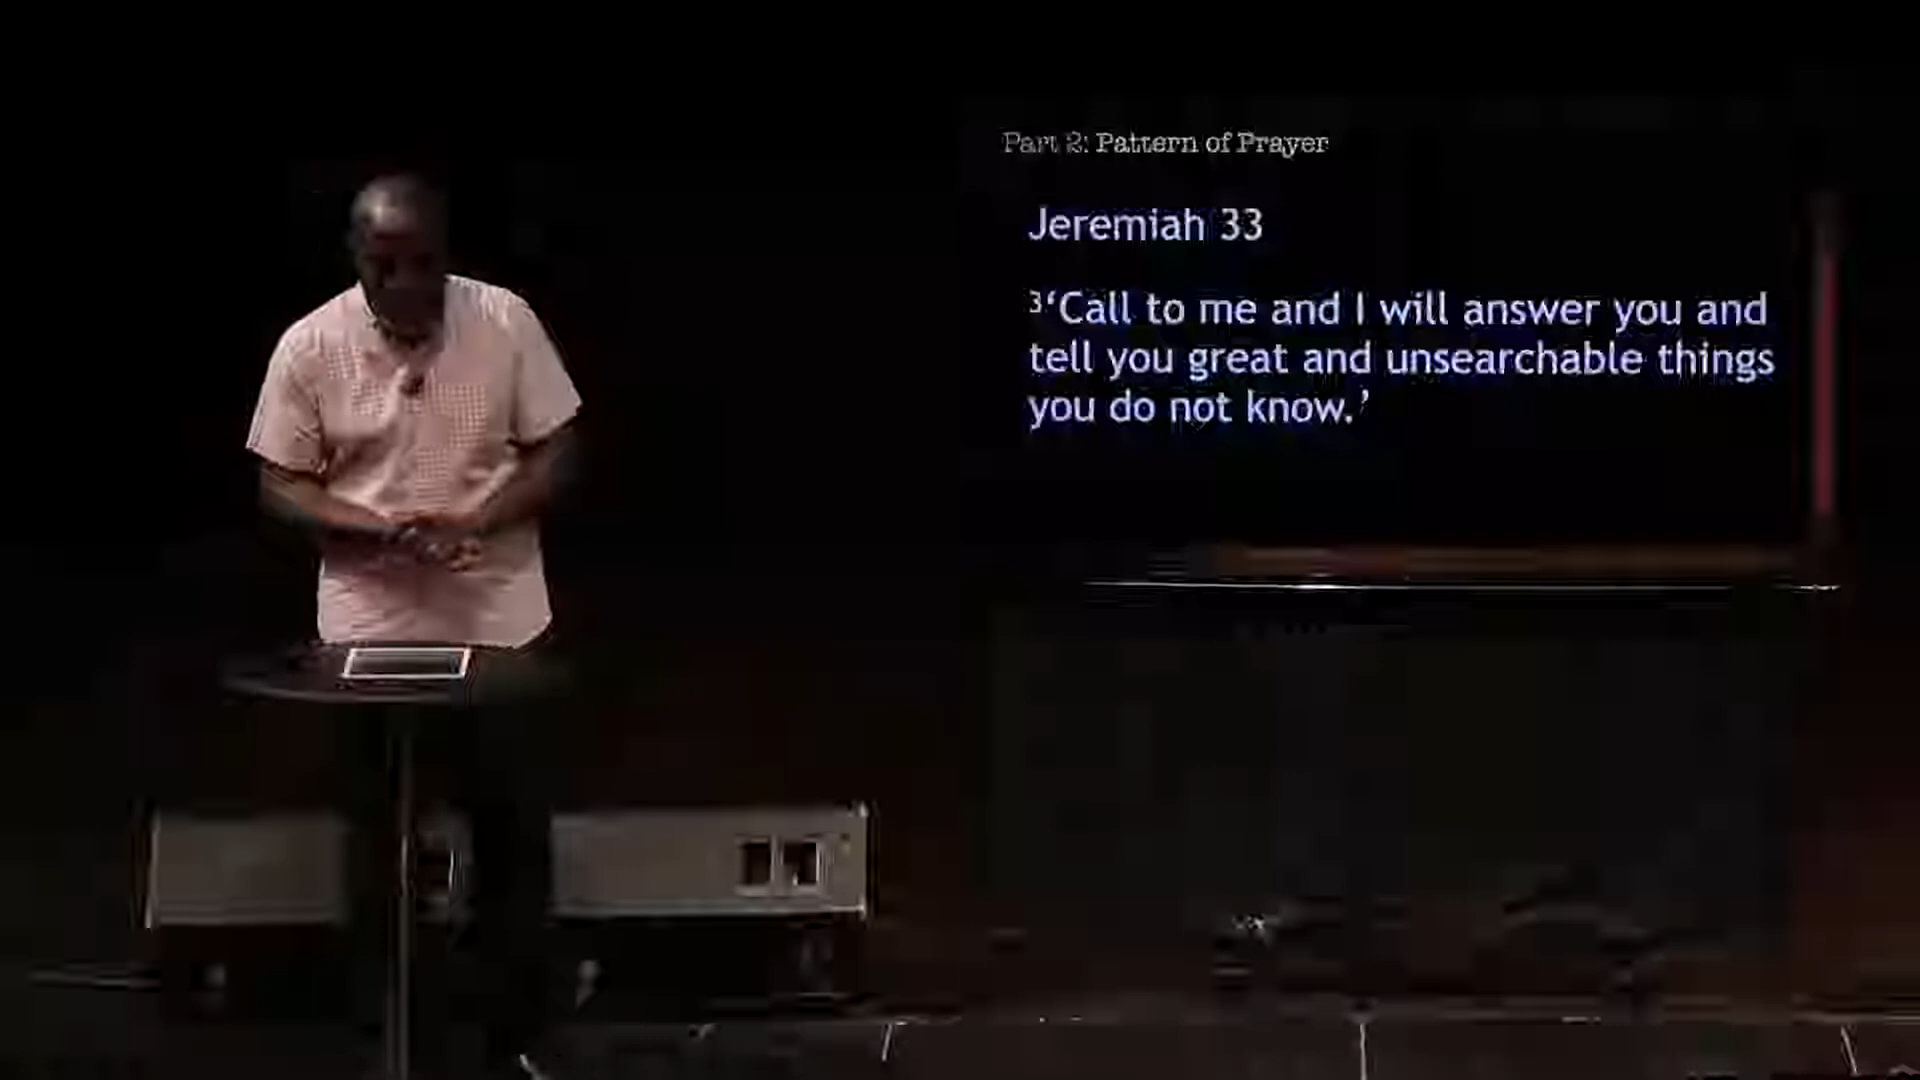 Part 2: Pattern of Prayer
Jeremiah 33
³‘Call to me and I will answer you and
tell you great and unsearchable things
you do not know.’